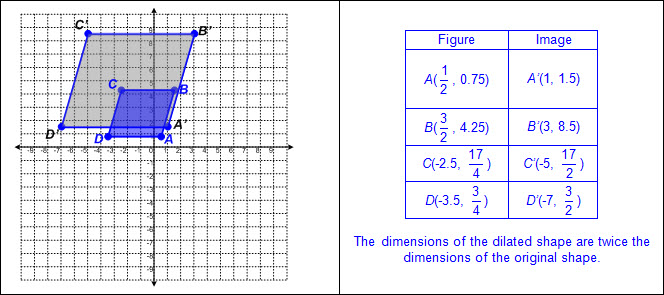 C' B'
C B
D' A'
D A
Figure Image
A(1/2, 0.75) A'(1, 1.5)
B(3/2, 4.25) B'(3, 8.5)
C(-2.5, 17/4) C'(-5, 17/2)
D(-3.5, 3/4) D'(-7, 3/2)
The dimensions of the dilated shape are twice the
dimensions of the original shape.